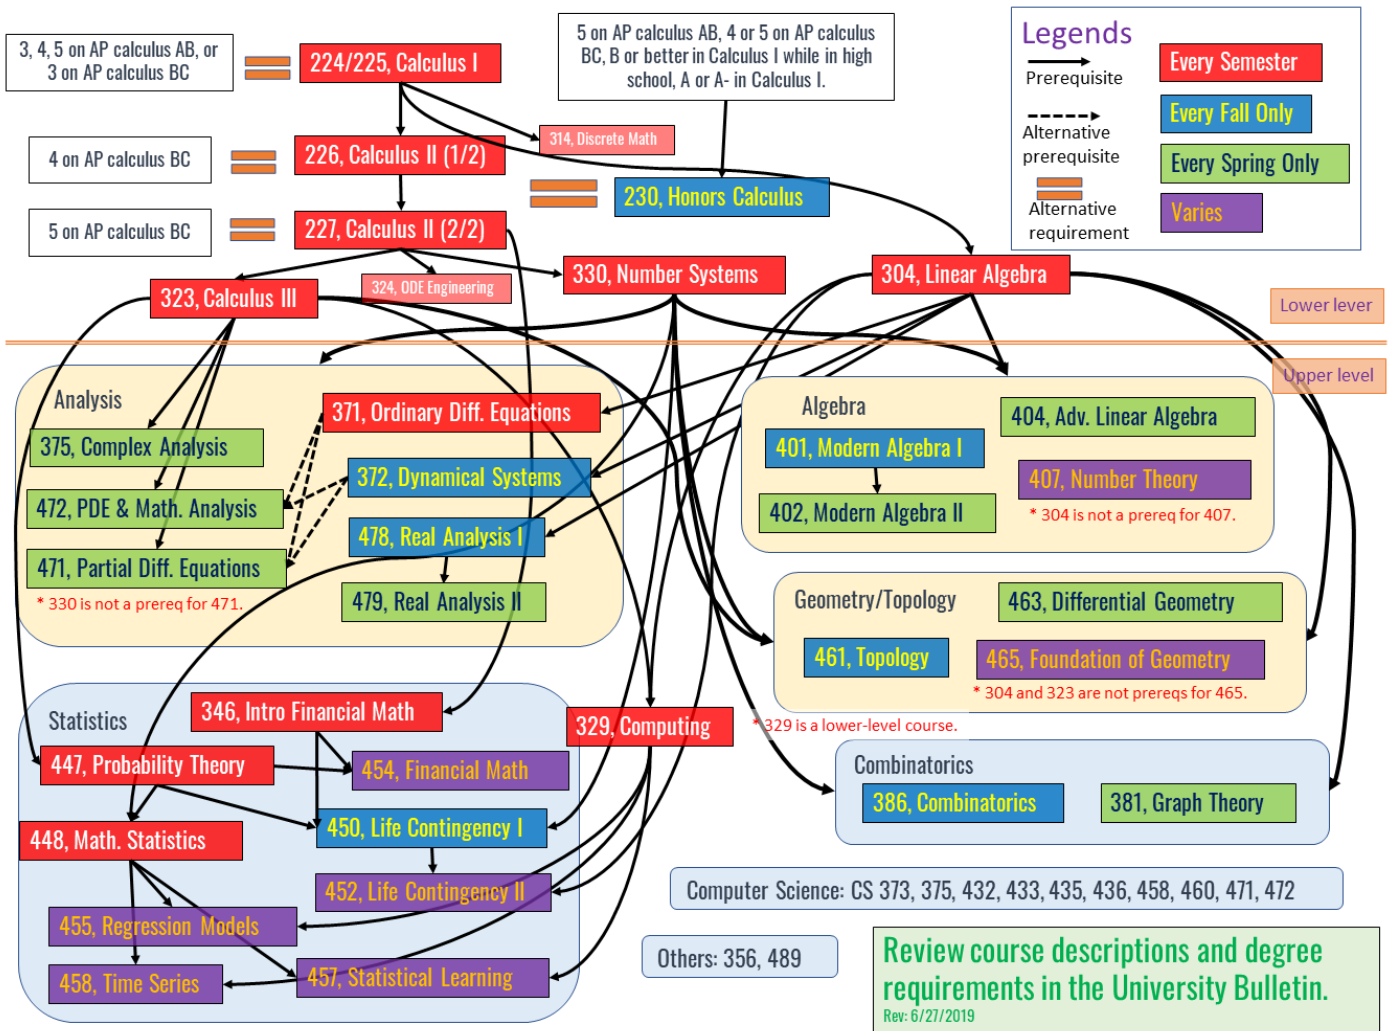 3, 4, 5 on AP calculus AB, or
3 on AP calculus BC
224/225, Calculus I
5 on AP calculus AB, 4 or 5 on AP calculus
BC, B or better in Calculus I while in high
school, A or A- in Calculus I.
Legends
Prerequisite
Alternative
prerequisite
Alternative
requirement
Every Semester
Every Fall Only
Every Spring Only
Varies
314, Discrete Math
4 on AP calculus BC
226, Calculus II (1/2)
230, Honors Calculus
5 on AP calculus BC
227, Calculus II (2/2)
323, Calculus III
324, ODE Engineering
330, Number Systems
304, Linear Algebra
Lower lever
Upper level
Analysis
371, Ordinary Diff. Equations
375, Complex Analysis
372, Dynamical Systems
472, PDE & Math. Analysis
478, Real Analysis I
471, Partial Diff. Equations
479, Real Analysis II
* 330 is not a prereq for 471.
Algebra
404, Adv. Linear Algebra
401, Modern Algebra I
407, Number Theory
402, Modern Algebra II
* 304 is not a prereq for 407.
Geometry/Topology
463, Differential Geometry
461, Topology
465, Foundation of Geometry
* 304 and 323 are not prereqs for 465.
Statistics
346, Intro Financial Math
329, Computing
* 329 is a lower-level course.
447, Probability Theory
454, Financial Math
448, Math. Statistics
450, Life Contingency I
452, Life Contingency II
455, Regression Models
458, Time Series
457, Statistical Learning
Combinatorics
386, Combinatorics
381, Graph Theory
Computer Science: CS 373, 375, 432, 433, 435, 436, 458, 460, 471, 472
Others: 356, 489
Review course descriptions and degree
requirements in the University Bulletin.
Rev: 6/27/2019